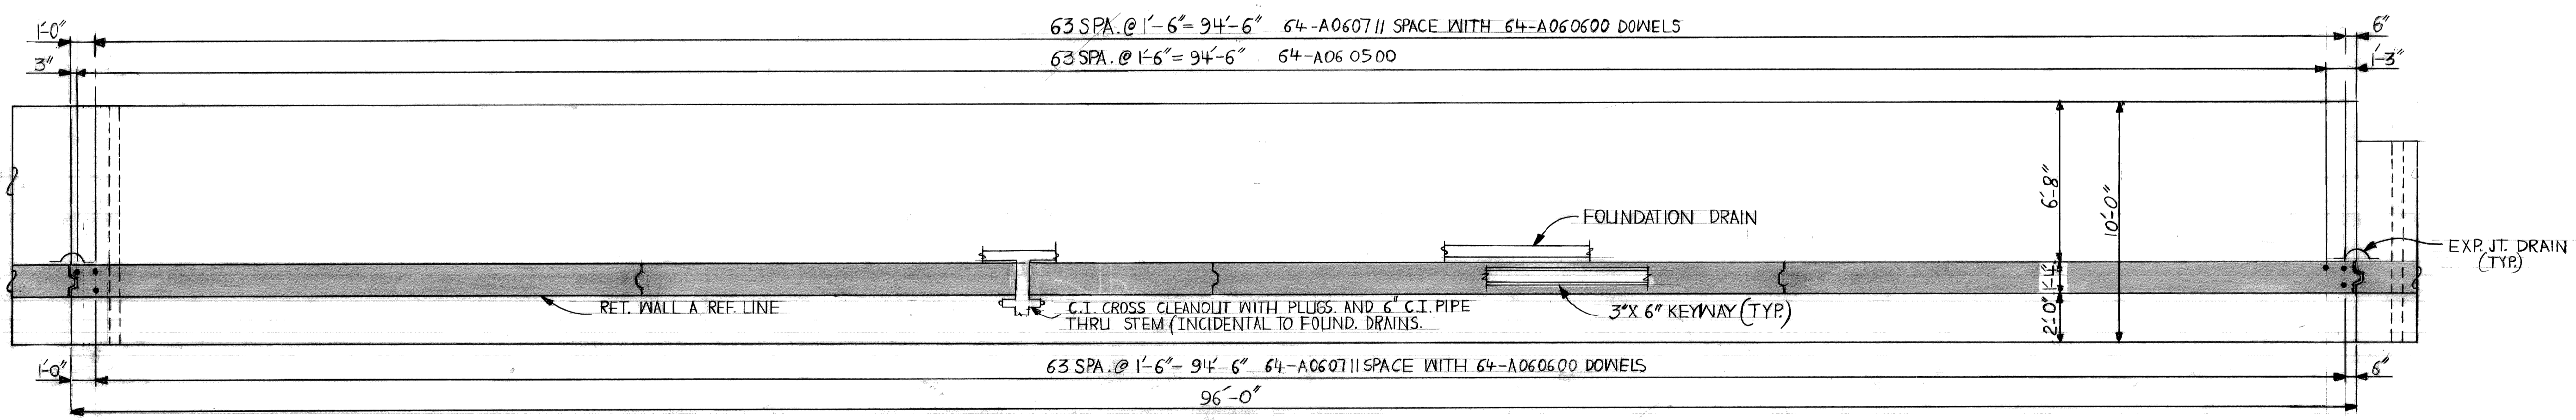 63 SPA. @ 1'-6" = 94'-6" 64-A060711 SPACE WITH 64-A060600 DOWELS
1'-0"
6"
63 SPA. @ 1'-6" = 94'-6" 64-A060500
3"
1'-3"
6'-8"
10'-0"
FOUNDATION DRAIN
EXP. JT. DRAIN
(TYP.)
1'-4"
RET. WALL A REF. LINE
C.I. CROSS CLEANOUT WITH PLUGS. AND 6" C.I. PIPE
THRU STEM (INCIDENTAL TO FOUND. DRAINS.
3" X 6" KEYWAY (TYP.)
2'-0"
63 SPA. @ 1'-6" = 94'-6" 64-A060711 SPACE WITH 64-A060600 DOWELS
1'-0"
6"
96'-0"